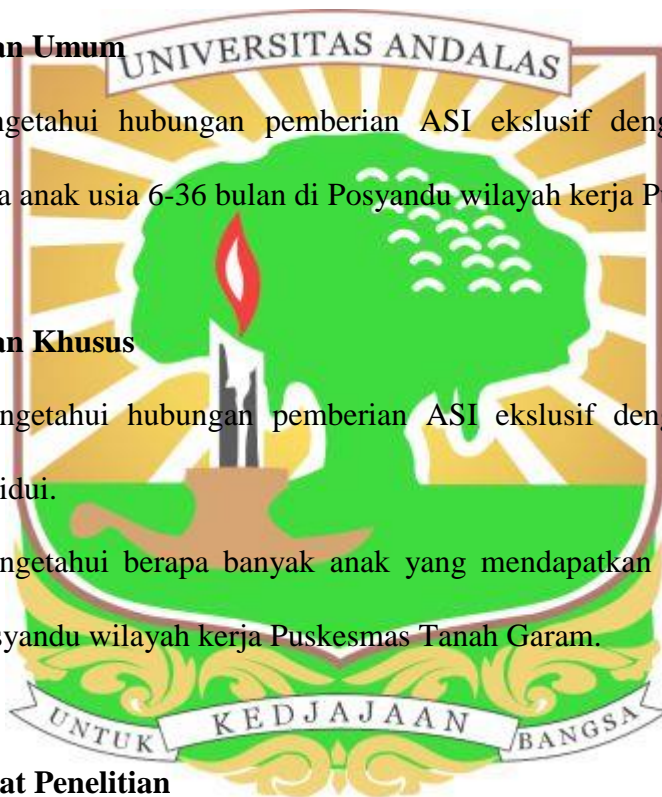 an Umum
UNIVERSITAS ANDALAS
ngetahui hubungan pemberian ASI ekslusif deng
a anak usia 6-36 bulan di Posyandu wilayah kerja Pu
an Khusus
ngetahui hubungan pemberian ASI ekslusif deng
idui.
ngetahui berapa banyak anak yang mendapatkan
syandu wilayah kerja Puskesmas Tanah Garam.
UNTUK KEDJAJAAN BANGSA
at Penelitian